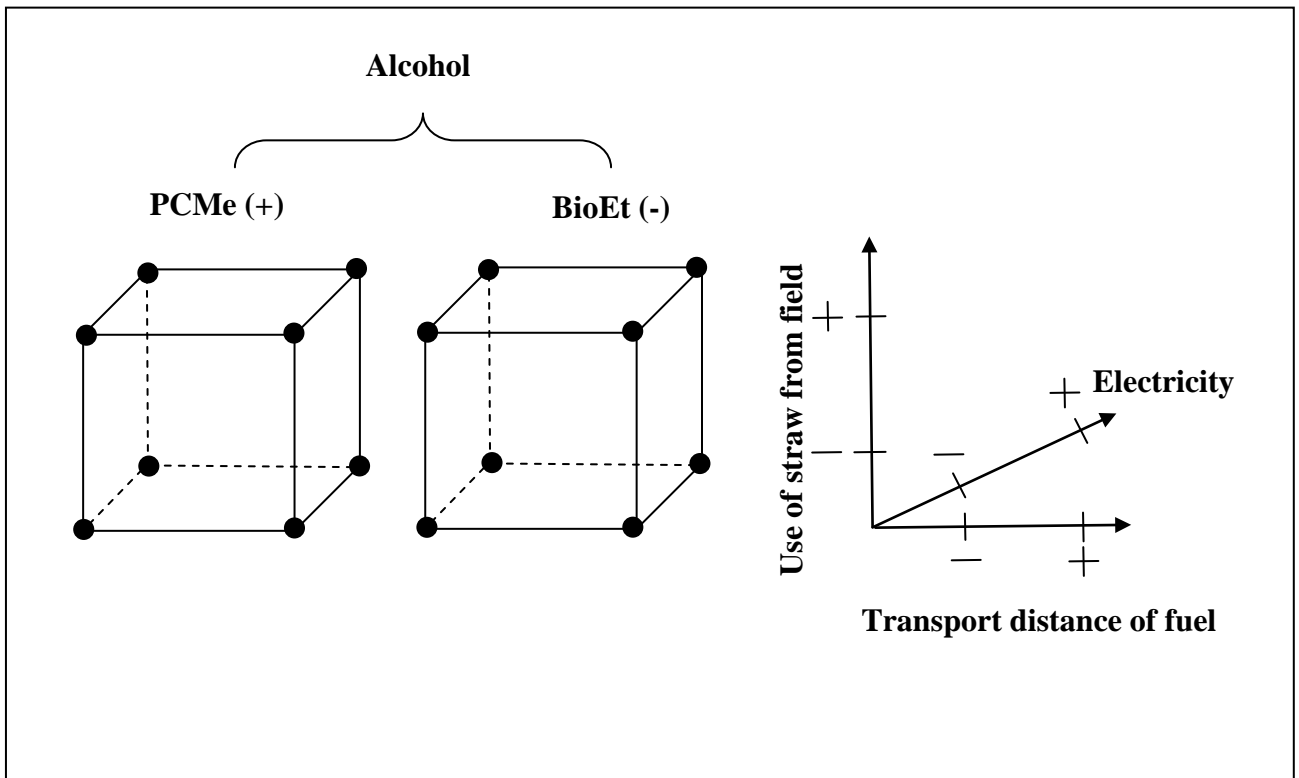 Alcohol
PCMe (+)
BioEt (-)
Use of straw from field
+
−
Electricity
+
−
−
+
Transport distance of fuel